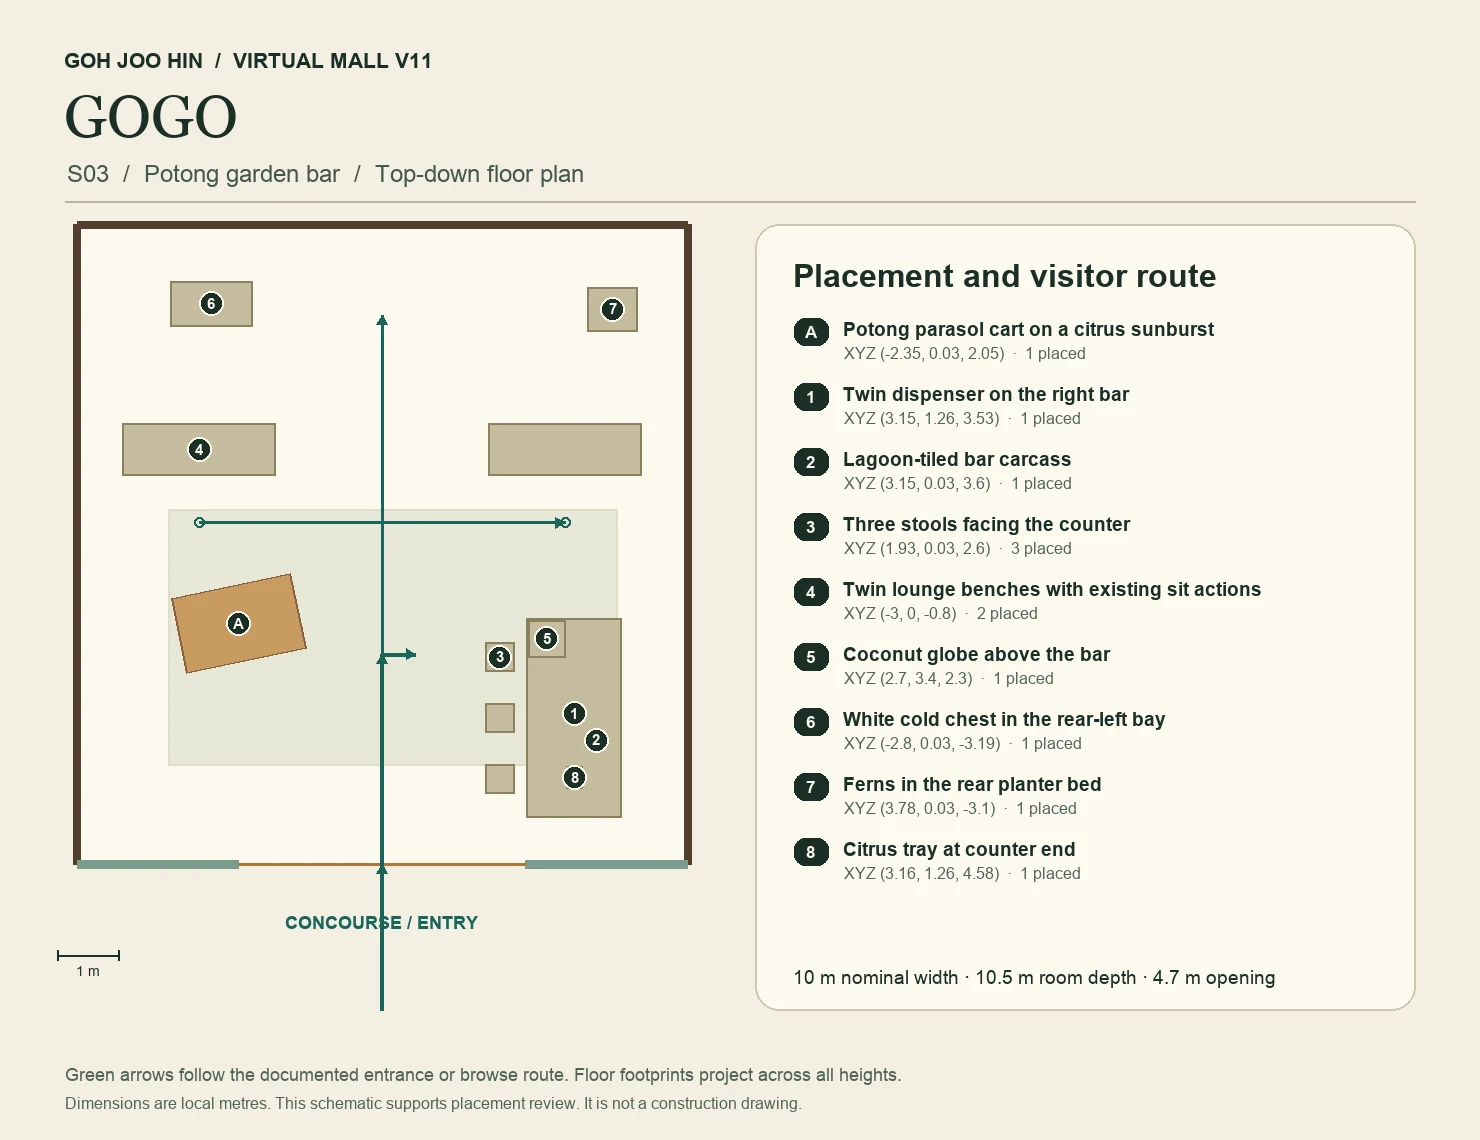 GOH JOO HIN / VIRTUAL MALL V11
GOGO
S03 / Potong garden bar / Top-down floor plan
6
7
4
A
5
3
1
2
8
CONCOURSE / ENTRY
1 m
Placement and visitor route
A Potong parasol cart on a citrus sunburst
XYZ (-2.35, 0.03, 2.05) · 1 placed
1 Twin dispenser on the right bar
XYZ (3.15, 1.26, 3.53) · 1 placed
2 Lagoon-tiled bar carcass
XYZ (3.15, 0.03, 3.6) · 1 placed
3 Three stools facing the counter
XYZ (1.93, 0.03, 2.6) · 3 placed
4 Twin lounge benches with existing sit actions
XYZ (-3, 0, -0.8) · 2 placed
5 Coconut globe above the bar
XYZ (2.7, 3.4, 2.3) · 1 placed
6 White cold chest in the rear-left bay
XYZ (-2.8, 0.03, -3.19) · 1 placed
7 Ferns in the rear planter bed
XYZ (3.78, 0.03, -3.1) · 1 placed
8 Citrus tray at counter end
XYZ (3.16, 1.26, 4.58) · 1 placed
10 m nominal width · 10.5 m room depth · 4.7 m opening
Green arrows follow the documented entrance or browse route. Floor footprints project across all heights.
Dimensions are local metres. This schematic supports placement review. It is not a construction drawing.